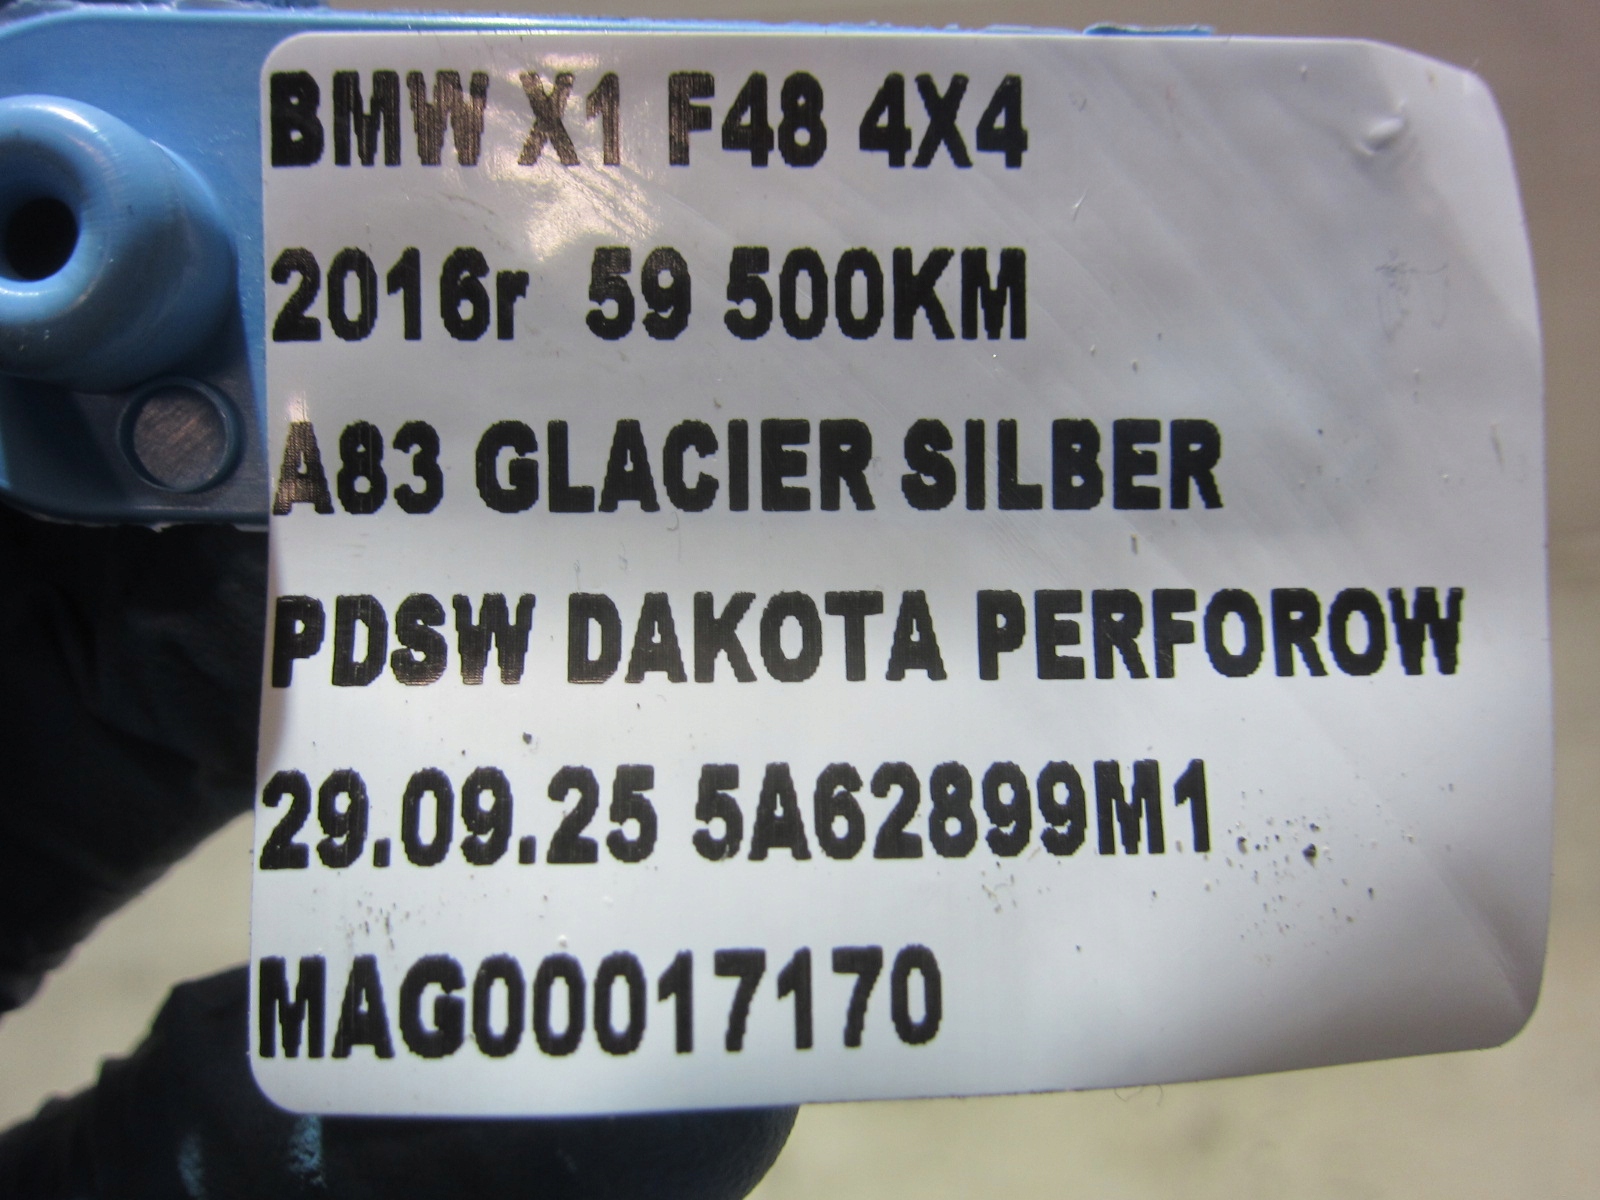 BMW X1 F48 4X4
2016r 59 500KM
A83 GLACIER SILBER
PDSW DAKOTA PERFOROW
29.09.25 5A62899M1
MAG00017170